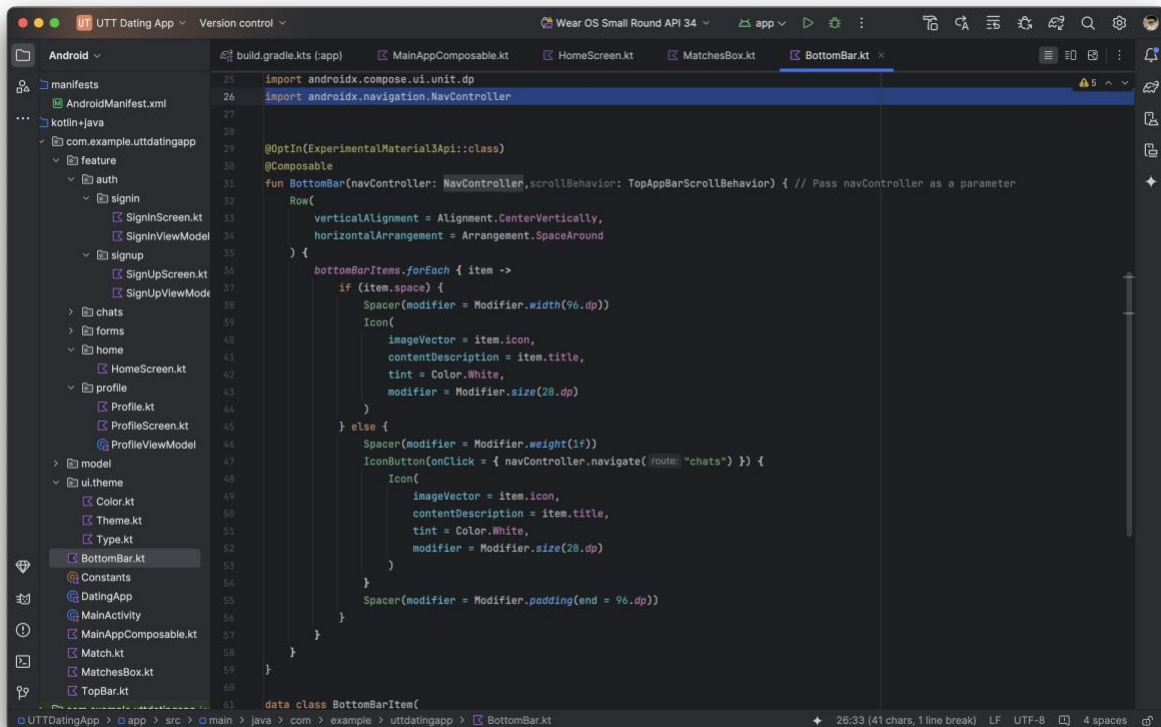 UT UTT Dating App Version control Wear OS Small Round API 34 app
Android
build.gradle.kts (:app) MainAppComposable.kt HomeScreen.kt MatchesBox.kt BottomBar.kt
manifests
AndroidManifest.xml
kotlin+java
com.example.uttdatingapp
feature
auth
signin
SignInScreen.kt
SignInViewModel
signup
SignUpScreen.kt
SignUpViewMode
chats
forms
home
HomeScreen.kt
profile
Profile.kt
ProfileScreen.kt
ProfileViewModel
model
ui.theme
Color.kt
Theme.kt
Type.kt
BottomBar.kt
Constants
DatingApp
MainActivity
MainAppComposable.kt
Match.kt
MatchesBox.kt
TopBar.kt
5
25 import androidx.compose.ui.unit.dp
26 import androidx.navigation.NavController
27
28
29 @OptIn(ExperimentalMaterial3Api::class)
30 @Composable
31 fun BottomBar(navController: NavController,scrollBehavior: TopAppBarScrollBehavior) { // Pass navController as a parameter
32 Row(
33 verticalAlignment = Alignment.CenterVertically,
34 horizontalArrangement = Arrangement.SpaceAround
35 ) {
36 bottomBarItems.forEach { item ->
37 if (item.space) {
38 Spacer(modifier = Modifier.width(96.dp))
39 Icon(
40 imageVector = item.icon,
41 contentDescription = item.title,
42 tint = Color.White,
43 modifier = Modifier.size(28.dp)
44 )
45 } else {
46 Spacer(modifier = Modifier.weight(1f))
47 IconButton(onClick = { navController.navigate( route: "chats") }) {
48 Icon(
49 imageVector = item.icon,
50 contentDescription = item.title,
51 tint = Color.White,
52 modifier = Modifier.size(28.dp)
53 )
54 }
55 Spacer(modifier = Modifier.padding(end = 96.dp))
56 }
57 }
58 }
59 }
60
61 data class BottomBarItem(
UTTDatingApp > app > src > main > java > com > example > uttdatingapp > BottomBar.kt 26:33 (41 chars, 1 line break) LF UTF-8 4 spaces